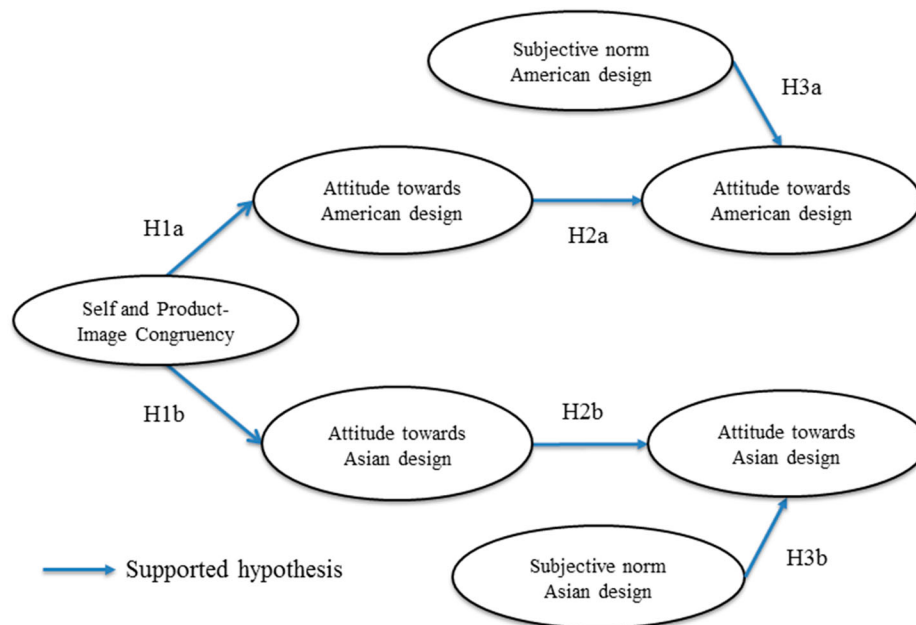 Subjective norm
American design
H3a
Attitude towards
American design
Attitude towards
American design
H1a
H2a
Self and Product-
Image Congruency
H1b
H2b
Attitude towards
Asian design
Attitude towards
Asian design
Supported hypothesis
Subjective norm
Asian design
H3b